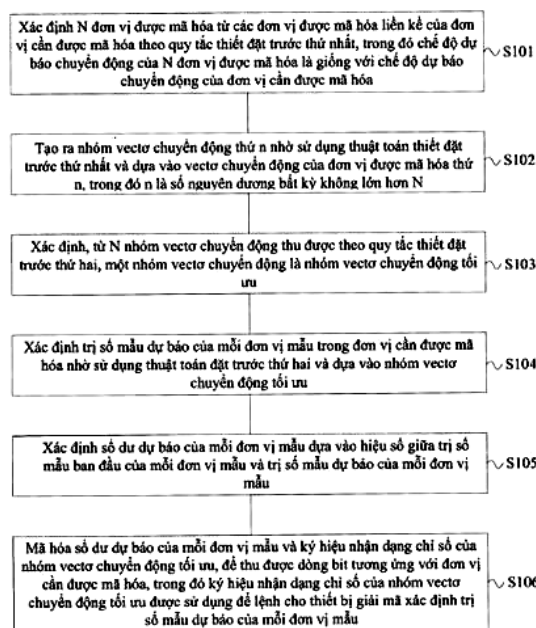 Xác định N đơn vị được mã hóa từ các đơn vị được mã hóa liền kề của đơn
vị cần được mã hóa theo quy tắc thiết đặt trước thứ nhất, trong đó chế độ dự
báo chuyển động của N đơn vị được mã hóa là giống với chế độ dự báo
chuyển động của đơn vị cần được mã hóa
S101
Tạo ra nhóm vectơ chuyển động thứ n nhờ sử dụng thuật toán thiết đặt
trước thứ nhất và dựa vào vectơ chuyển động của đơn vị được mã hóa thứ
n, trong đó n là số nguyên dương bất kỳ không lớn hơn N
S102
Xác định, từ N nhóm vectơ chuyển động thu được theo quy tắc thiết đặt
trước thứ hai, một nhóm vectơ chuyển động là nhóm vectơ chuyển động tối
ưu
S103
Xác định trị số mẫu dự báo của mỗi đơn vị mẫu trong đơn vị cần được mã
hóa nhờ sử dụng thuật toán đặt trước thứ hai và dựa vào nhóm vectơ
chuyển động tối ưu
S104
Xác định số dư dự báo của mỗi đơn vị mẫu dựa vào hiệu số giữa trị số
mẫu ban đầu của mỗi đơn vị mẫu và trị số mẫu dự báo của mỗi đơn vị
mẫu
S105
Mã hóa số dư dự báo của mỗi đơn vị mẫu và ký hiệu nhận dạng chỉ số của
nhóm vectơ chuyển động tối ưu, để thu được dòng bit tương ứng với đơn vị
cần được mã hóa, trong đó ký hiệu nhận dạng chỉ số của nhóm vectơ
chuyển động tối ưu được sử dụng để lệnh cho thiết bị giải mã xác định trị
số mẫu dự báo của mỗi đơn vị mẫu
S106